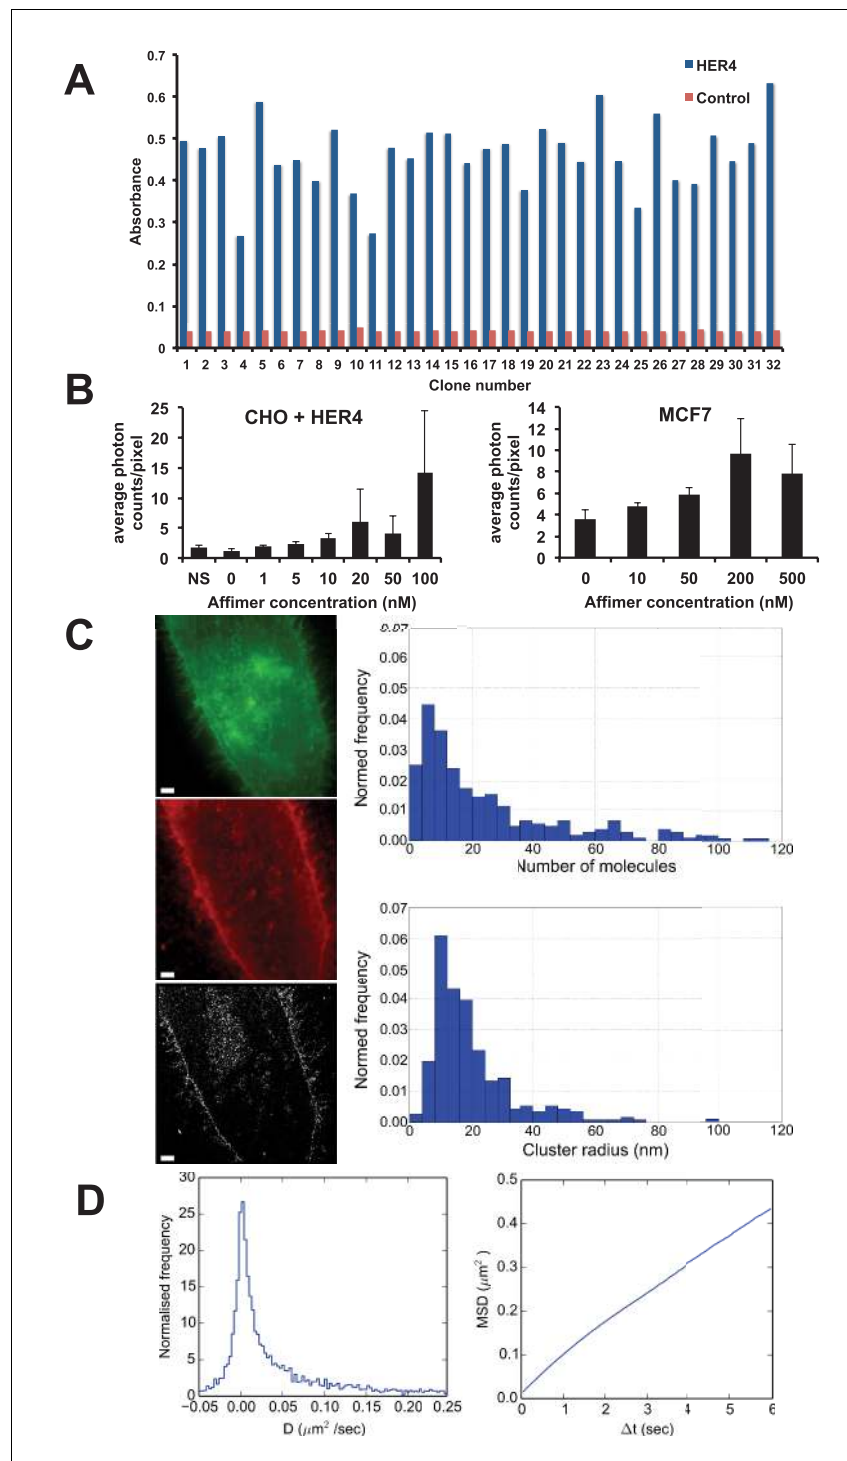 A
0.7
0.6
0.5
0.4
0.3
0.2
0.1
0
Absorbance
HER4
Control
1 2 3 4 5 6 7 8 9 10 11 12 13 14 15 16 17 18 19 20 21 22 23 24 25 26 27 28 29 30 31 32
Clone number
B
CHO + HER4
25
20
15
10
5
0
average photon
counts/pixel
NS 0 1 5 10 20 50 100
Affimer concentration (nM)
MCF7
14
12
10
8
6
4
2
0
average photon
counts/pixel
0 10 50 200 500
Affimer concentration (nM)
C
0.07
0.06
0.05
0.04
0.03
0.02
0.01
0.00
Normed frequency
0 20 40 60 80 100 120
Number of molecules
0.07
0.06
0.05
0.04
0.03
0.02
0.01
0.00
Normed frequency
0 20 40 60 80 100 120
Cluster radius (nm)
D
30
25
20
15
10
5
0
Normalised frequency
−0.05 0.00 0.05 0.10 0.15 0.20 0.25
D (μm² /sec)
0.5
0.4
0.3
0.2
0.1
0.0
MSD (μm²)
0 1 2 3 4 5 6
Δt (sec)